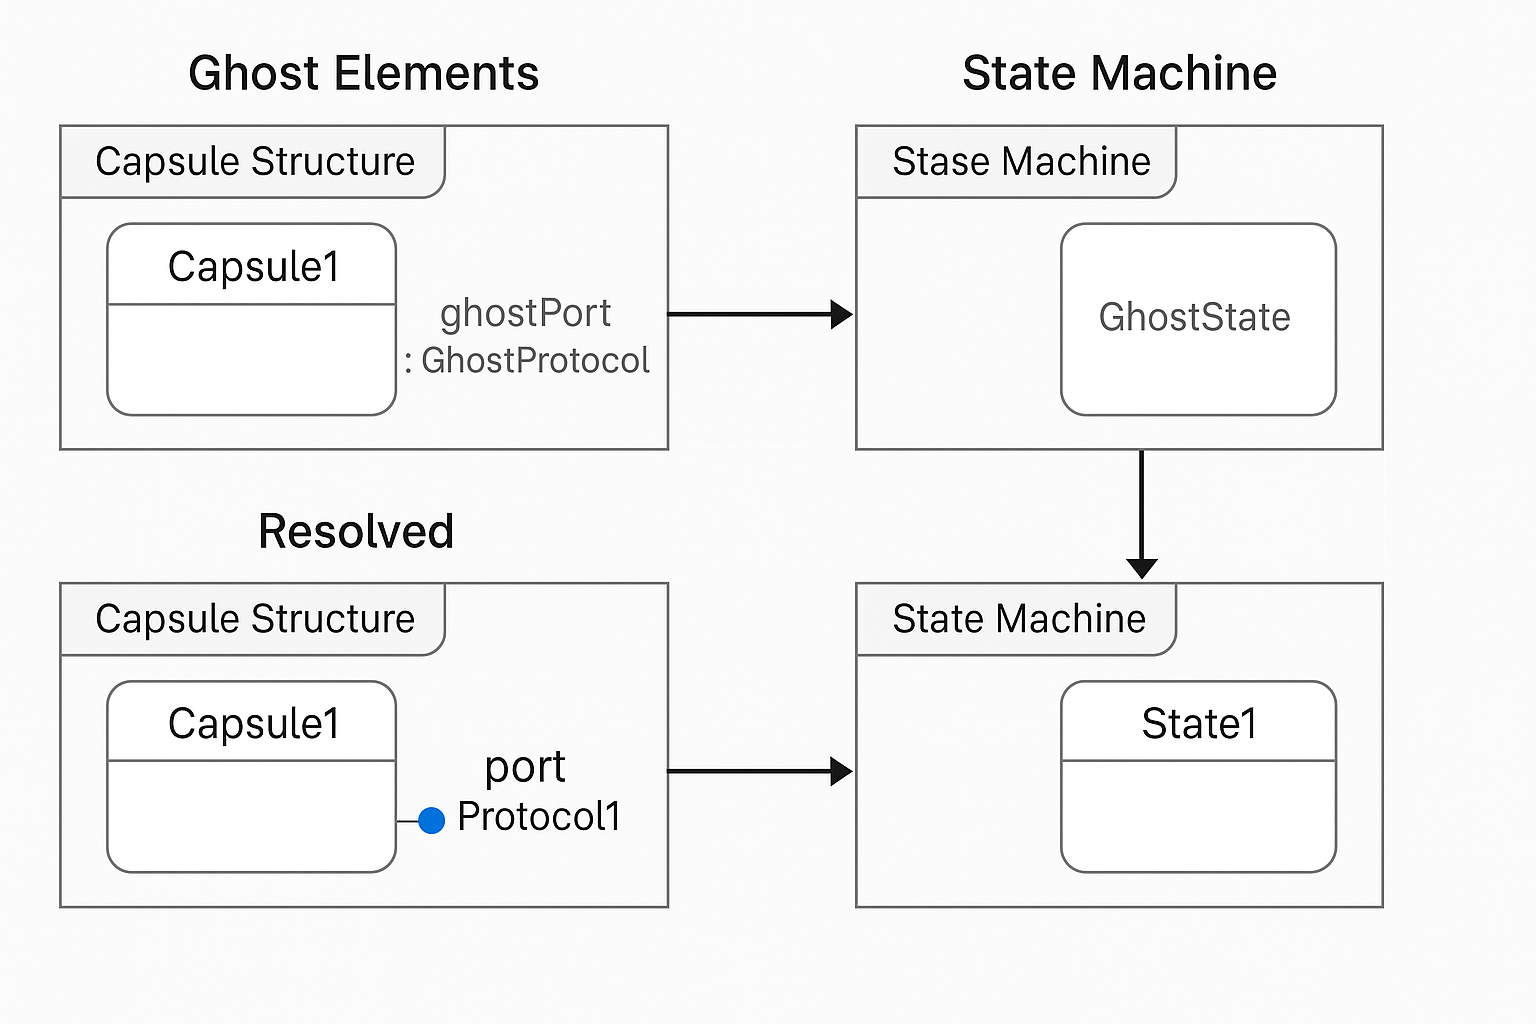 Ghost Elements
State Machine
Capsule Structure
Capsule1
ghostPort
: GhostProtocol
Stase Machine
GhostState
Resolved
Capsule Structure
Capsule1
port
Protocol1
State Machine
State1